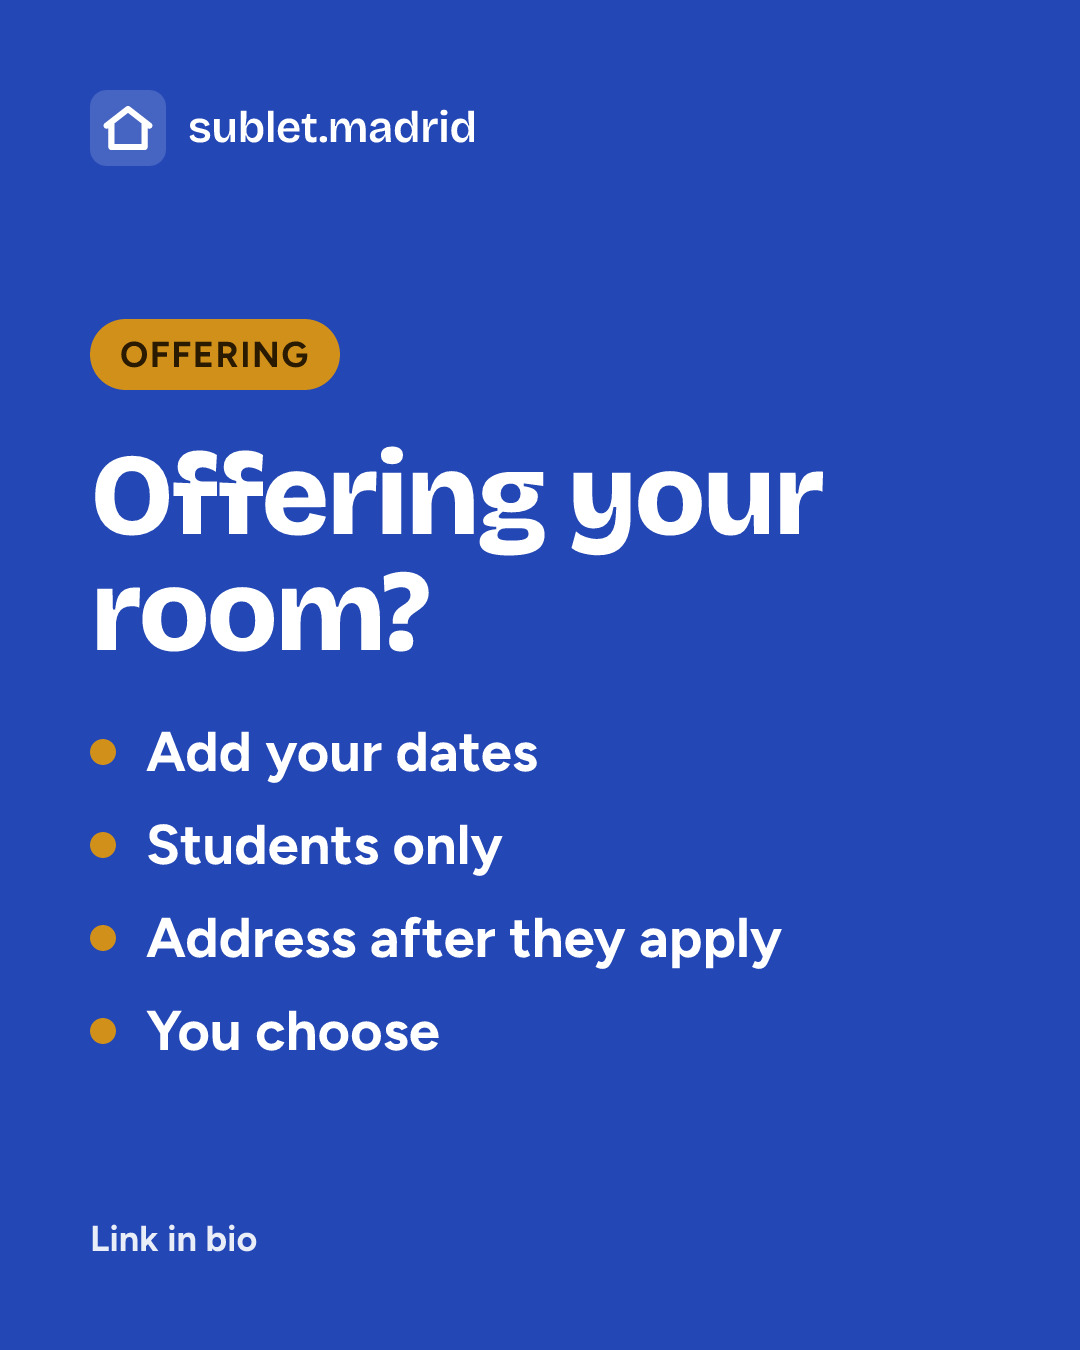 sublet.madrid
OFFERING
Offering your
room?
Add your dates
Students only
Address after they apply
You choose
Link in bio